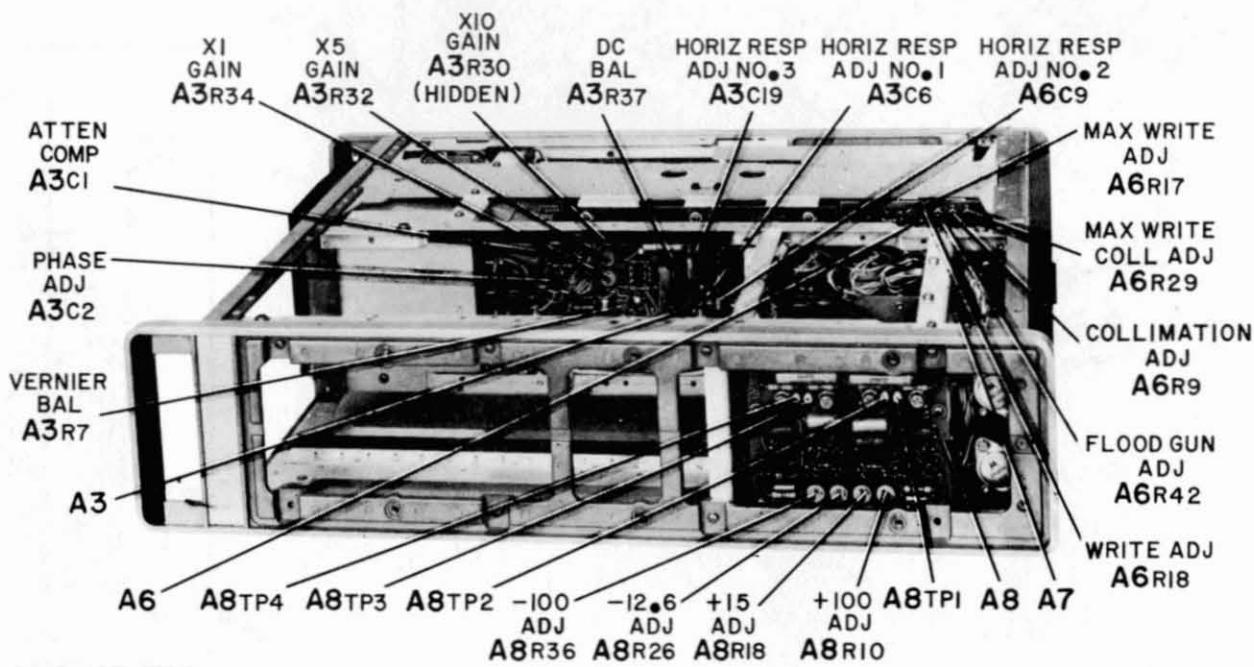 X1
GAIN
A3R34
X5
GAIN
A3R32
X10
GAIN
A3R30
(HIDDEN)
DC
BAL
A3R37
HORIZ RESP
ADJ NO.3
A3C19
HORIZ RESP
ADJ NO.1
A3C6
HORIZ RESP
ADJ NO.2
A6C9
ATTEN
COMP
A3C1
PHASE
ADJ
A3C2
VERNIER
BAL
A3R7
A3
MAX WRITE
ADJ
A6R17
MAX WRITE
COLL ADJ
A6R29
COLLIMATION
ADJ
A6R9
FLOOD GUN
ADJ
A6R42
WRITE ADJ
A6R18
A6
A8TP4
A8TP3
A8TP2
-100
ADJ
A8R36
-12.6
ADJ
A8R26
+15
ADJ
A8R18
+100
ADJ
A8R10
A8TP1
A8
A7